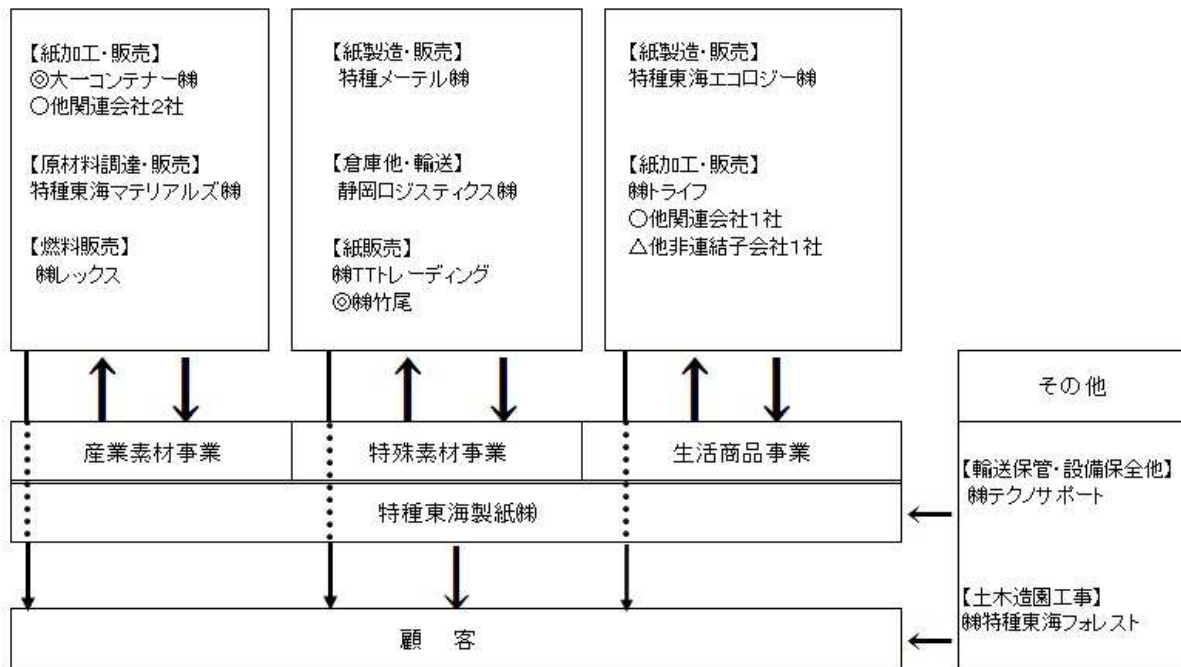 【紙加工・販売】
◎大一コンテナー㈱
○他関連会社2社
【原材料調達・販売】
特種東海マテリアルズ㈱
【燃料販売】
㈱レックス
【紙製造・販売】
特種メーテル㈱
【倉庫他・輸送】
静岡ロジスティクス㈱
【紙販売】
㈱TTトレーディング
◎㈱竹尾
【紙製造・販売】
特種東海エコロジー㈱
【紙加工・販売】
㈱トライフ
○他関連会社1社
△他非連結子会社1社
産業素材事業
特殊素材事業
生活商品事業
特種東海製紙㈱
顧 客
その他
【輸送保管・設備保全他】
㈱テクノサポート
【土木造園工事】
㈱特種東海フォレスト